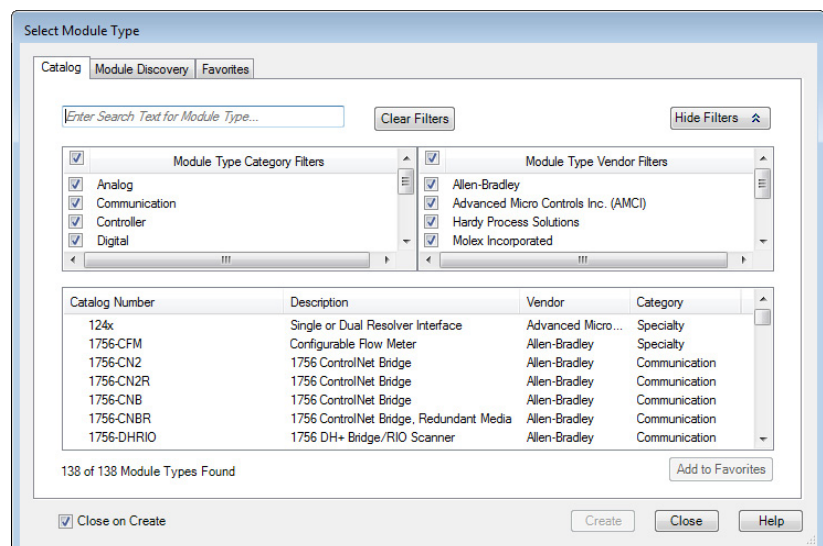 Select Module Type
Catalog Module Discovery Favorites
Enter Search Text for Module Type... Clear Filters Hide Filters
Module Type Category Filters Module Type Vendor Filters
Analog Allen-Bradley
Communication Advanced Micro Controls Inc. (AMCI)
Controller Hardy Process Solutions
Digital Molex Incorporated
Catalog Number Description Vendor Category
124x Single or Dual Resolver Interface Advanced Micro... Specialty
1756-CFM Configurable Flow Meter Allen-Bradley Specialty
1756-CN2 1756 ControlNet Bridge Allen-Bradley Communication
1756-CN2R 1756 ControlNet Bridge Allen-Bradley Communication
1756-CNB 1756 ControlNet Bridge Allen-Bradley Communication
1756-CNBR 1756 ControlNet Bridge, Redundant Media Allen-Bradley Communication
1756-DHRIO 1756 DH+ Bridge/RIO Scanner Allen-Bradley Communication
138 of 138 Module Types Found Add to Favorites
Close on Create Create Close Help